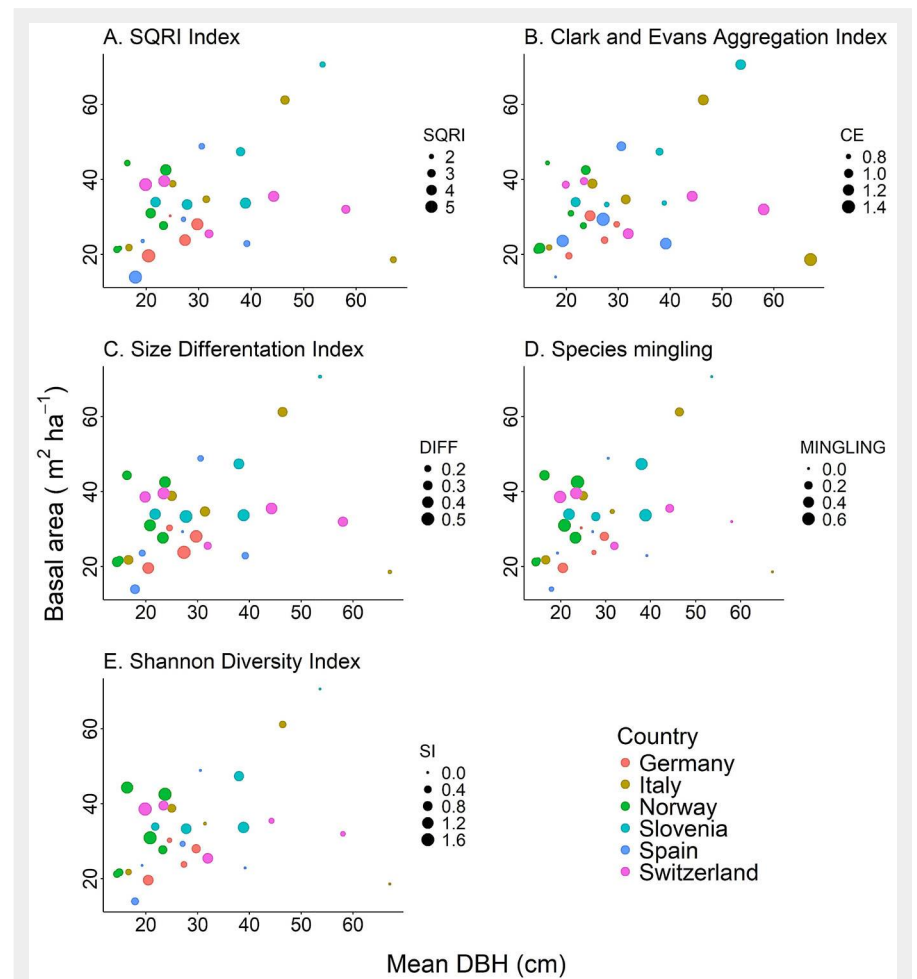 A. SQRI Index
B. Clark and Evans Aggregation Index
60
40
20
20 30 40 50 60
SQRI
2
3
4
5
60
40
20
20 30 40 50 60
CE
0.8
1.0
1.2
1.4
C. Size Differentation Index
D. Species mingling
60
40
20
20 30 40 50 60
DIFF
0.2
0.3
0.4
0.5
60
40
20
20 30 40 50 60
MINGLING
0.0
0.2
0.4
0.6
Basal area ( m² ha⁻¹)
E. Shannon Diversity Index
60
40
20
20 30 40 50 60
SI
0.0
0.4
0.8
1.2
1.6
Country
Germany
Italy
Norway
Slovenia
Spain
Switzerland
Mean DBH (cm)